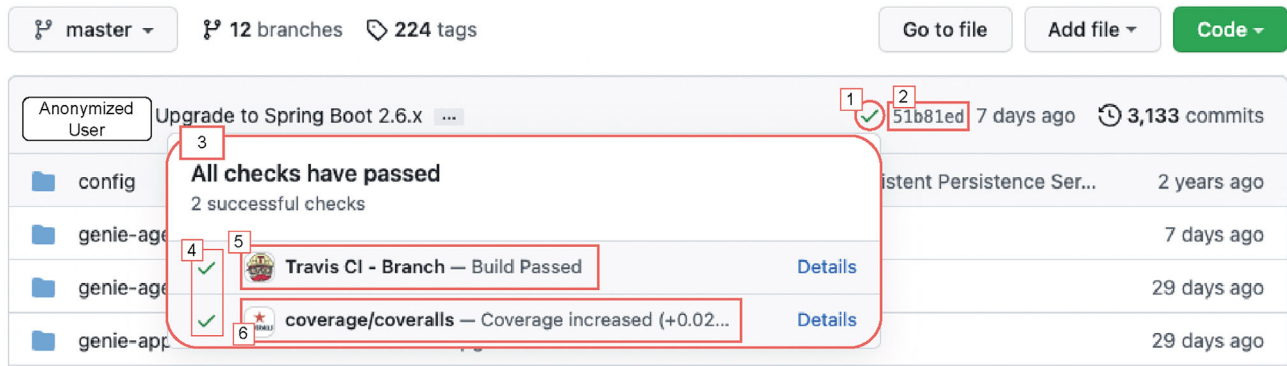 master 12 branches 224 tags Go to file Add file Code
Anonymized User Upgrade to Spring Boot 2.6.x ... 1 2 51b81ed 7 days ago 3,133 commits
3
All checks have passed
2 successful checks
config istent Persistence Ser... 2 years ago
genie-age 7 days ago
4 5 Travis CI - Branch — Build Passed Details
genie-age 29 days ago
6 coverage/coveralls — Coverage increased (+0.02... Details
genie-app 29 days ago